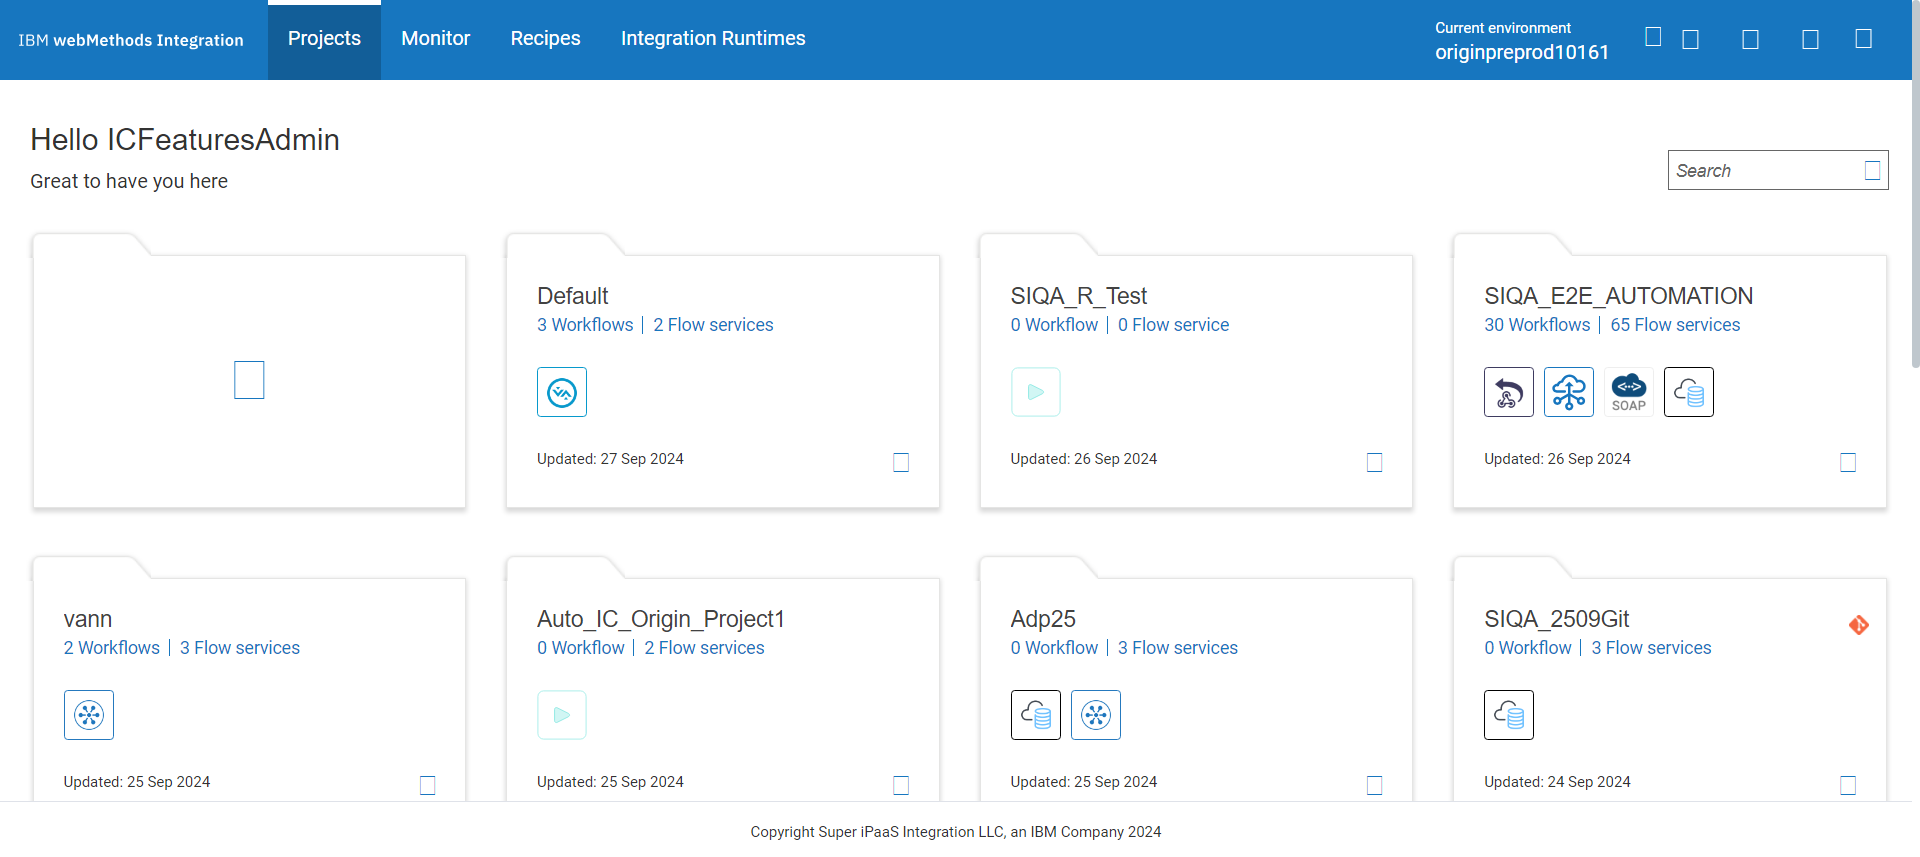 IBM webMethods Integration
Projects
Monitor
Recipes
Integration Runtimes
Current environment
originpreprod10161
Hello ICFeaturesAdmin
Great to have you here
Search
Default
3 Workflows | 2 Flow services
Updated: 27 Sep 2024
SIQA_R_Test
0 Workflow | 0 Flow service
Updated: 26 Sep 2024
SIQA_E2E_AUTOMATION
30 Workflows | 65 Flow services
SOAP
Updated: 26 Sep 2024
vann
2 Workflows | 3 Flow services
Updated: 25 Sep 2024
Auto_IC_Origin_Project1
0 Workflow | 2 Flow services
Updated: 25 Sep 2024
Adp25
0 Workflow | 3 Flow services
Updated: 25 Sep 2024
SIQA_2509Git
0 Workflow | 3 Flow services
Updated: 24 Sep 2024
Copyright Super iPaaS Integration LLC, an IBM Company 2024